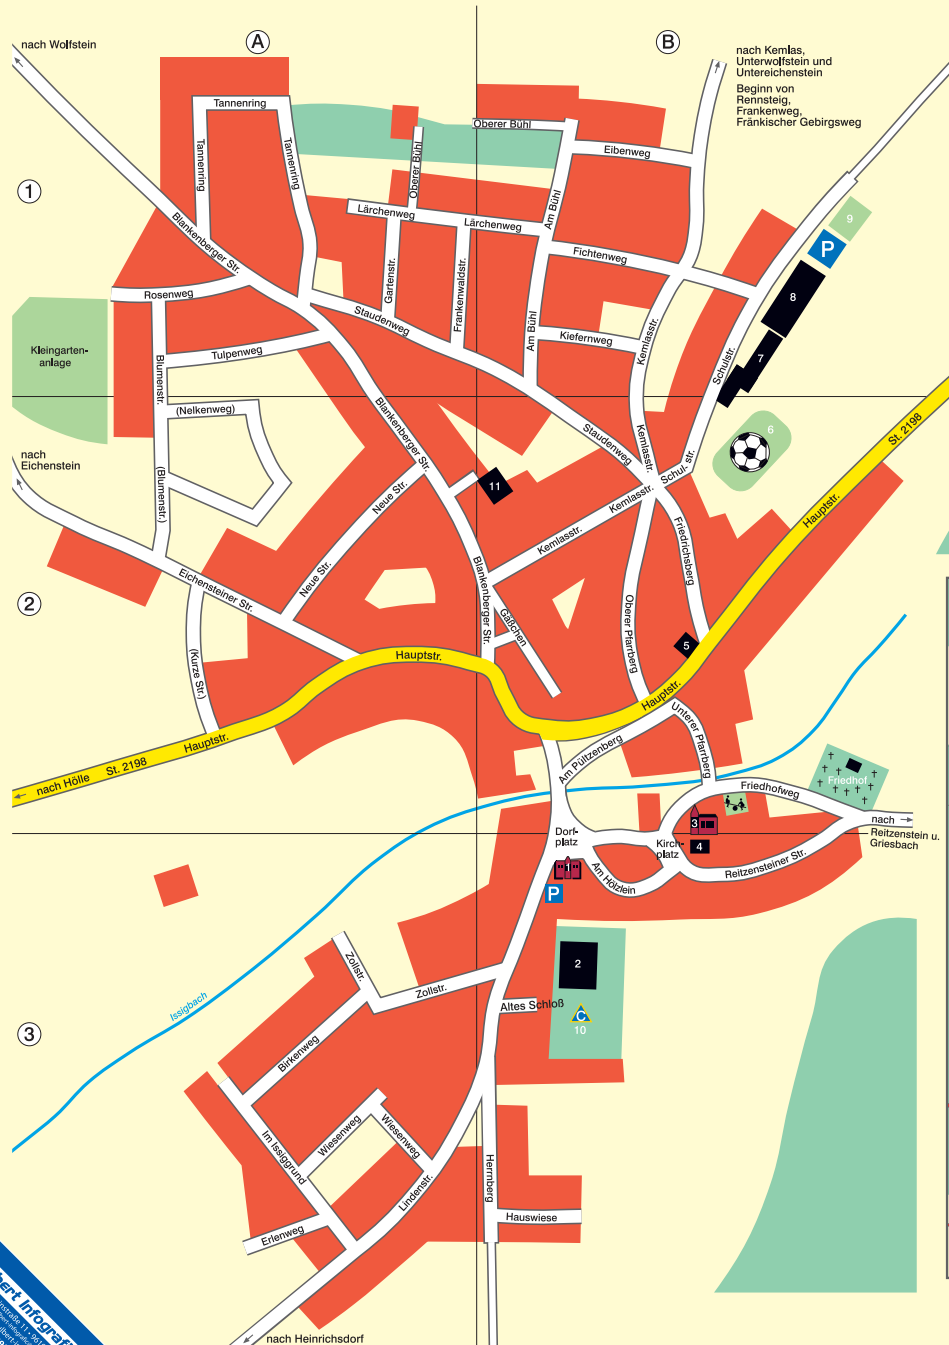 A
B
nach Wolfstein
nach Kemlas,
Unterwolfstein und
Untereichenstein
Beginn von
Rennsteig,
Frankenweg,
Fränkischer Gebirgsweg
Tannenring
Tannenring
Tannenring
Oberer Bühl
Oberer Bühl
Eibenweg
1
Lärchenweg
Lärchenweg
Am Bühl
9
P
Blankenberger Str.
Fichtenweg
Gartenstr.
Frankenwaldstr.
8
Rosenweg
Staudenweg
Am Bühl
Kiefernweg
Kemlasstr.
Schulstr.
7
Kleingarten-
anlage
Tulpenweg
Blumenstr.
(Nelkenweg)
Blankenberger Str.
Staudenweg
Kemlasstr.
6
St. 2198
nach
Eichenstein
(Blumenstr.)
Neue Str.
11
Schul- str.
Kemlasstr.
Hauptstr.
Kemlasstr.
Friedrichsberg
Neue Str.
Eichensteiner Str.
2
Blankenberger Str.
Gäßchen
Oberer Pfarrberg
5
(Kurze Str.)
Hauptstr.
Hauptstr.
Hauptstr.
nach Hölle
St. 2198
Am Pültzenberg
Unterer Pfarrberg
Friedhof
Friedhofweg
nach
Reitzenstein u.
Griesbach
Dorf-
platz
3
Kirch-
platz
4
1
Am Hölzlein
Reitzensteiner Str.
P
2
Zollstr.
Zollstr.
Altes Schloß
C
10
Issigbach
3
Birkenweg
Im Issiggrund
Wiesenweg
Wiesenweg
Lindenstr.
Herrnberg
Hauswiese
Erlenweg
nach Heinrichsdorf